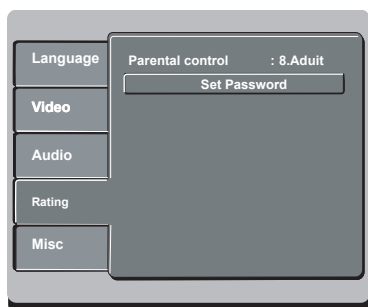 Language
Parental control : 8.Aduit
Set Password
VIdeo
Audio
Rating
Misc